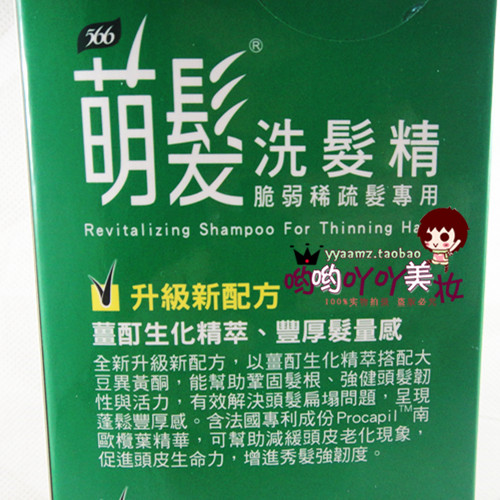 566
萌髮®
洗髮精
脆弱稀疏髮專用
Revitalizing Shampoo For Thinning Ha
yyaamz.taobao
哟哟吖吖美妆
升級新配方
薑酊生化精萃、豐厚髮量感
全新升級新配方，以薑酊生化精萃搭配大
豆異黃酮，能幫助鞏固髮根、強健頭髮韌
性與活力，有效解決頭髮扁塌問題，呈現
蓬鬆豐厚感。含法國專利成份Procapil™南
歐欖葉精華，可幫助減緩頭皮老化現象，
促進頭皮生命力，增進秀髮強韌度。